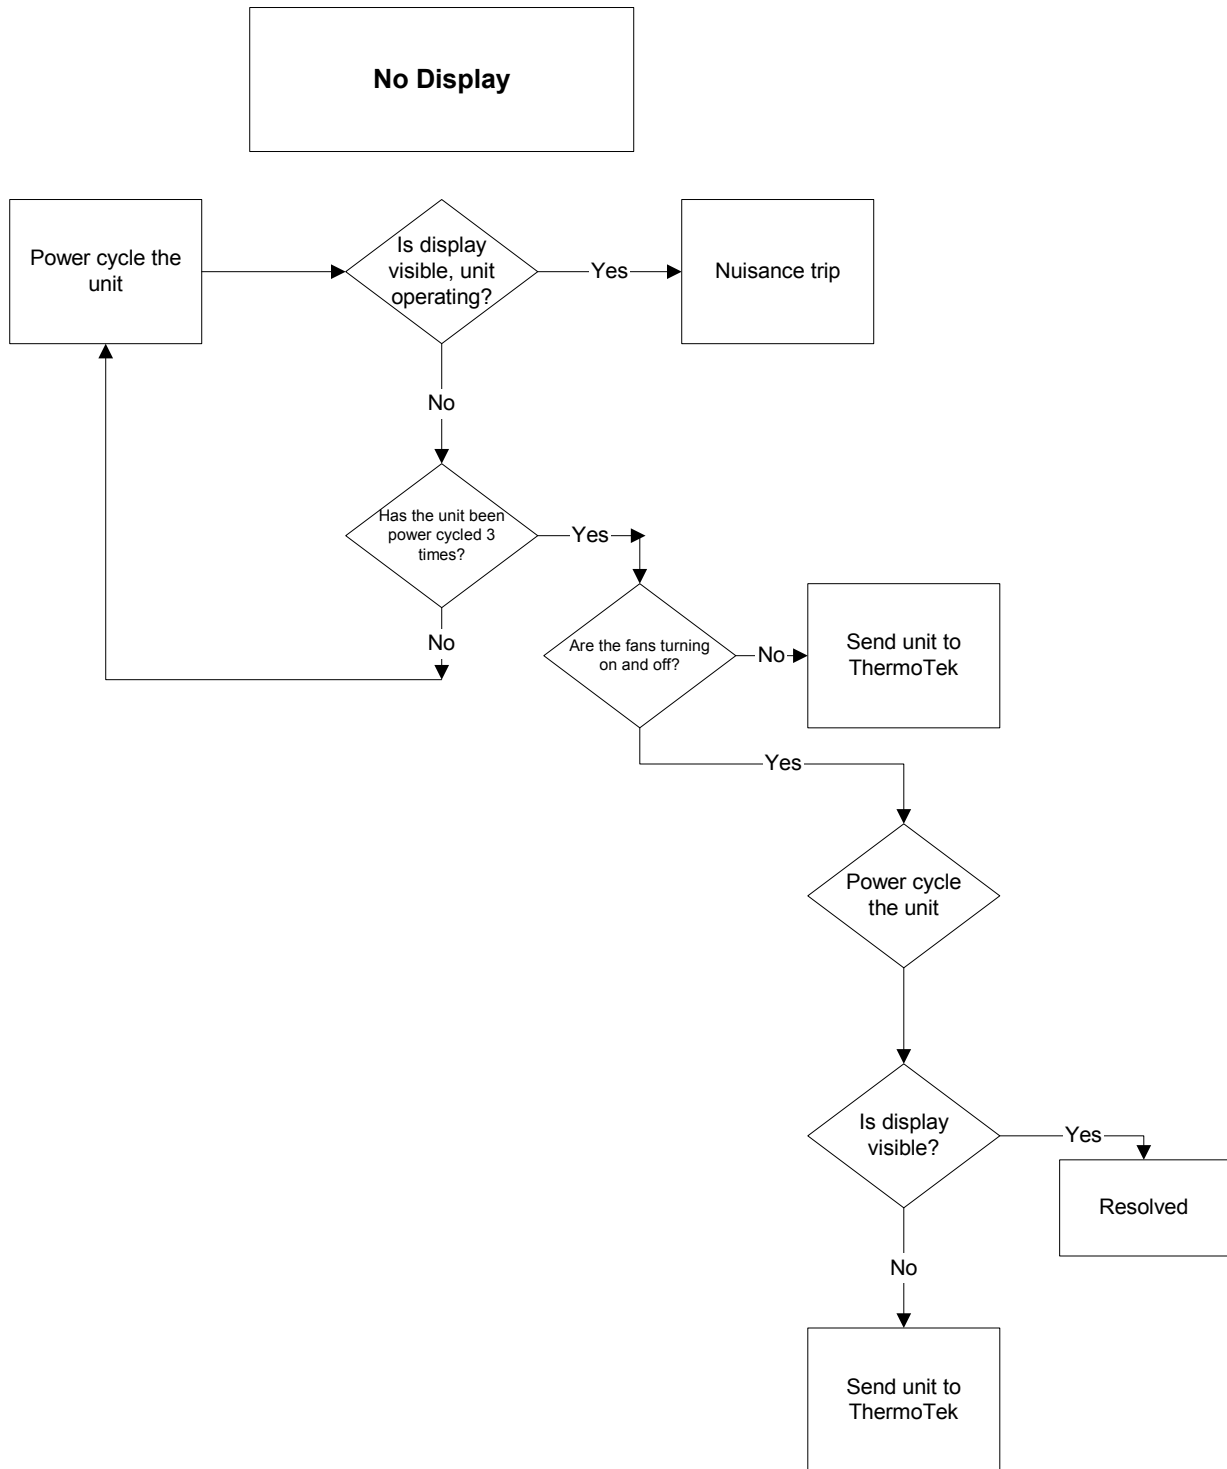 No Display
Power cycle the
unit
Is display
visible, unit
operating?
Yes
Nuisance trip
No
Has the unit been
power cycled 3
times?
Yes
No
Are the fans turning
on and off?
No
Send unit to
ThermoTek
Yes
Power cycle
the unit
Is display
visible?
Yes
Resolved
No
Send unit to
ThermoTek